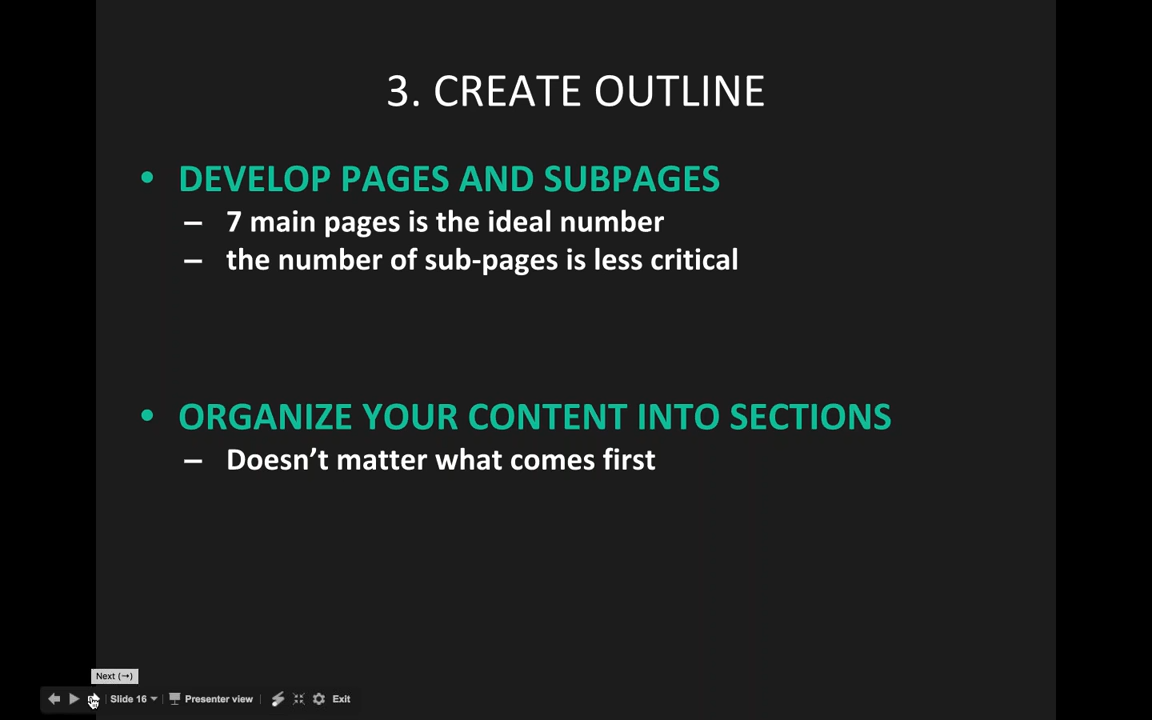 3. CREATE OUTLINE
• DEVELOP PAGES AND SUBPAGES
– 7 main pages is the ideal number
– the number of sub-pages is less critical
• ORGANIZE YOUR CONTENT INTO SECTIONS
– Doesn’t matter what comes first
Next (→)
Slide 16 Presenter view Exit